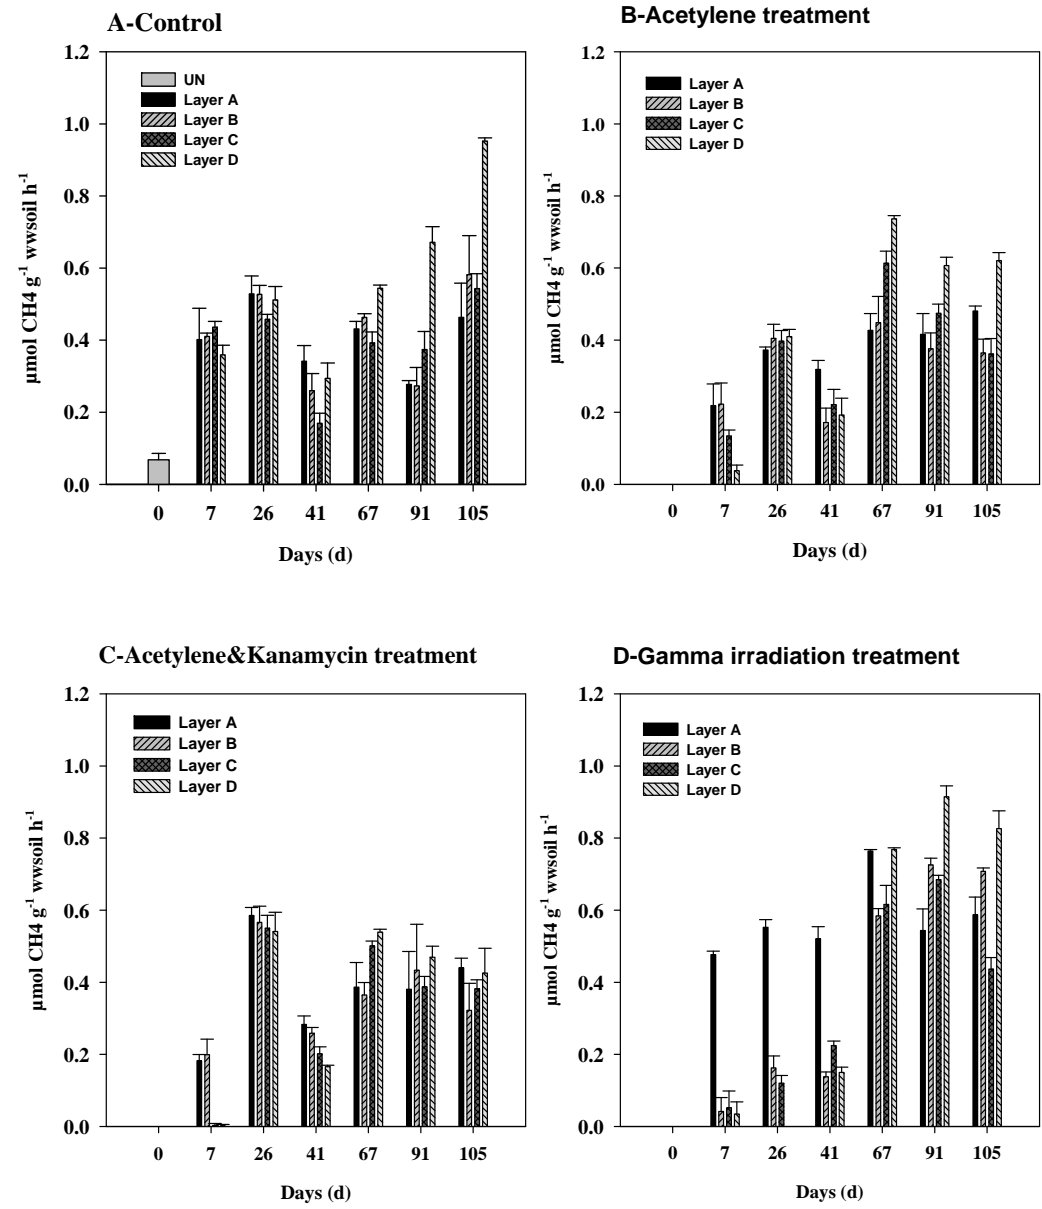 A-Control
1.2
1.0
0.8
0.6
0.4
0.2
0.0
µmol CH4 g-1 wwsoil h-1
UN
Layer A
Layer B
Layer C
Layer D
0 7 26 41 67 91 105
Days (d)
B-Acetylene treatment
1.2
1.0
0.8
0.6
0.4
0.2
0.0
µmol CH4 g-1 wwsoil h-1
Layer A
Layer B
Layer C
Layer D
0 7 26 41 67 91 105
Days (d)
C-Acetylene&Kanamycin treatment
1.2
1.0
0.8
0.6
0.4
0.2
0.0
µmol CH4 g-1 wwsoil h-1
Layer A
Layer B
Layer C
Layer D
0 7 26 41 67 91 105
Days (d)
D-Gamma irradiation treatment
1.2
1.0
0.8
0.6
0.4
0.2
0.0
µmol CH4 g-1 wwsoil h-1
Layer A
Layer B
Layer C
Layer D
0 7 26 41 67 91 105
Days (d)